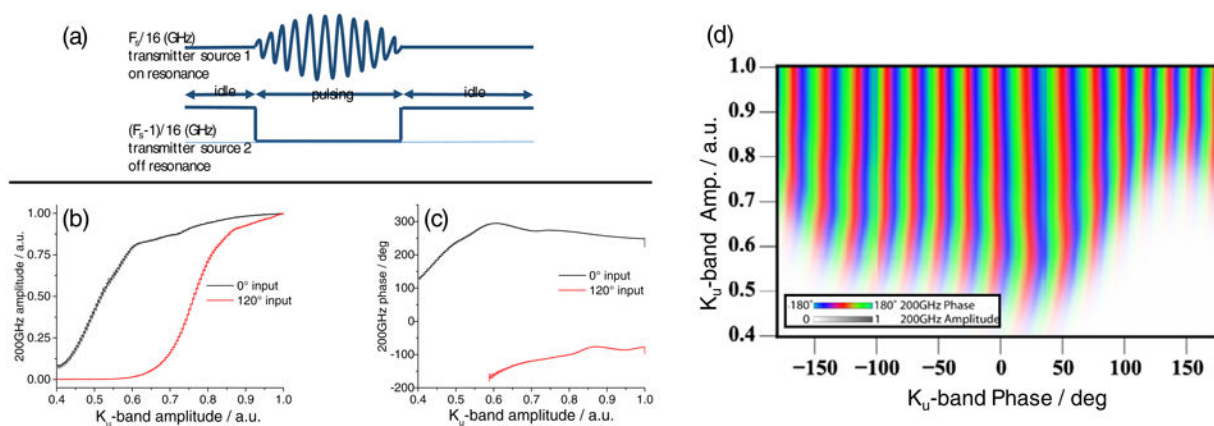 (a)
Fs/16 (GHz)
transmitter source 1
on resonance
idle
pulsing
idle
(Fs-1)/16 (GHz)
transmitter source 2
off resonance
(b)
200GHz amplitude / a.u.
1.00
0.75
0.50
0.25
0.00
0° input
120° input
0.4 0.5 0.6 0.7 0.8 0.9 1.0
Ku-band amplitude / a.u.
(c)
200GHz phase / deg
300
200
100
0
-100
-200
0° input
120° input
0.4 0.5 0.6 0.7 0.8 0.9 1.0
Ku-band amplitude / a.u.
(d)
Ku-band Amp. / a.u.
1.0
0.9
0.8
0.7
0.6
0.5
0.4
180° 180° 200GHz Phase
0 1 200GHz Amplitude
−150 −100 −50 0 50 100 150
Ku-band Phase / deg